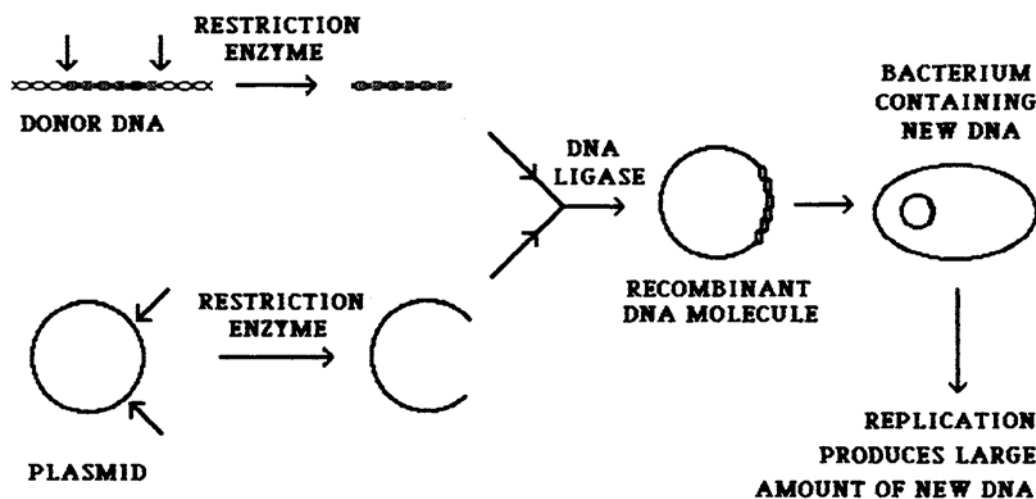 RESTRICTION
ENZYME
DONOR DNA
BACTERIUM
CONTAINING
NEW DNA
DNA
LIGASE
RECOMBINANT
DNA MOLECULE
RESTRICTION
ENZYME
PLASMID
REPLICATION
PRODUCES LARGE
AMOUNT OF NEW DNA